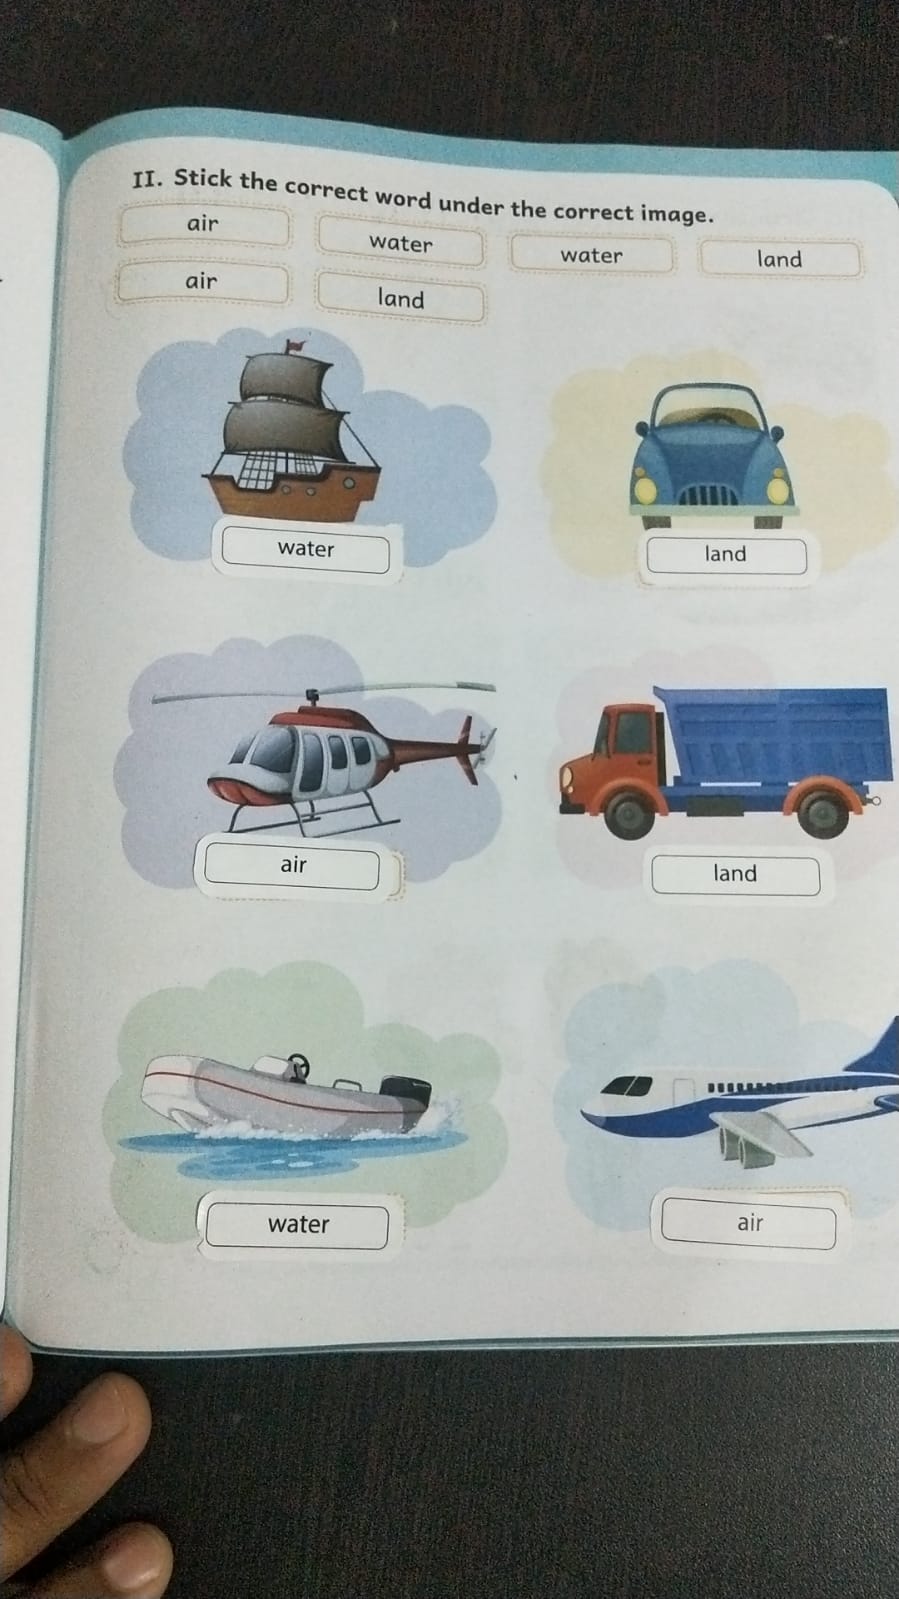 II. Stick the correct word under the correct image.
air water water land
air land
water land
air land
water air